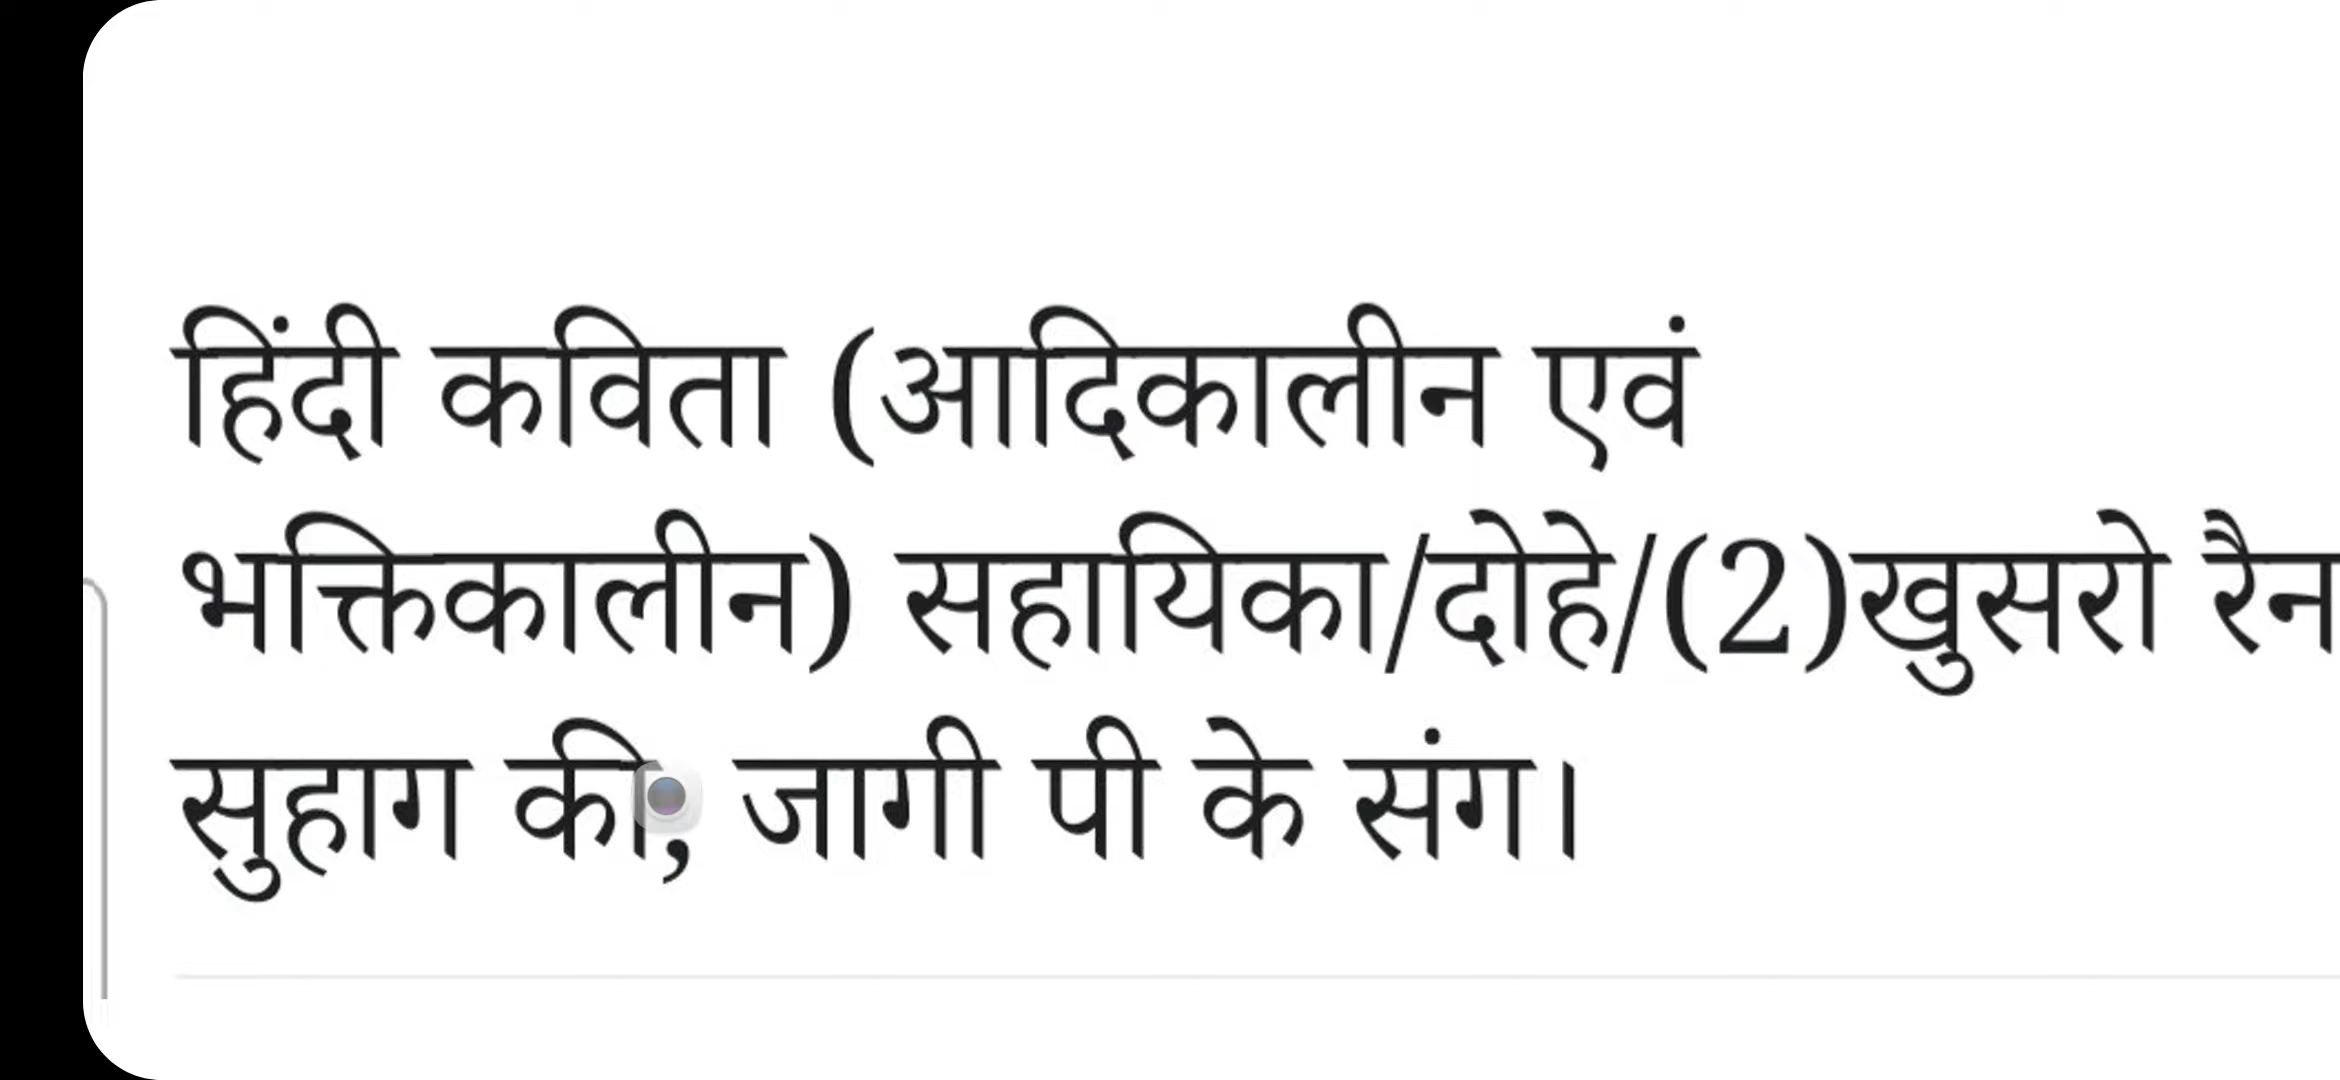 हिंदी कविता (आदिकालीन एवं
भक्तिकालीन) सहायिका/दोहे/(2)खुसरो रैन
सुहाग की, जागी पी के संग।